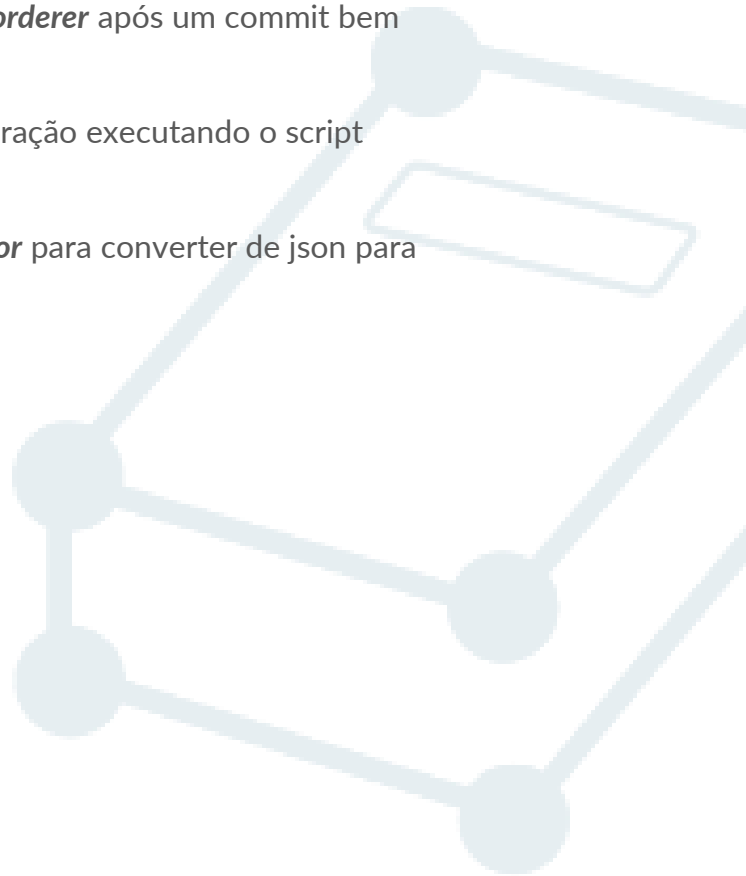 orderer após um commit bem
ração executando o script
or para converter de json para